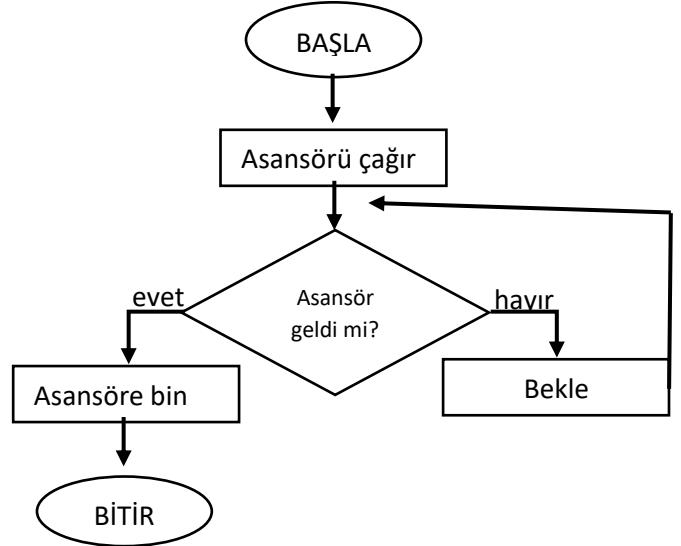 BAŞLA
Asansörü çağır
Asansör
geldi mi?
evet
hayır
Asansöre bin
Bekle
BİTİR